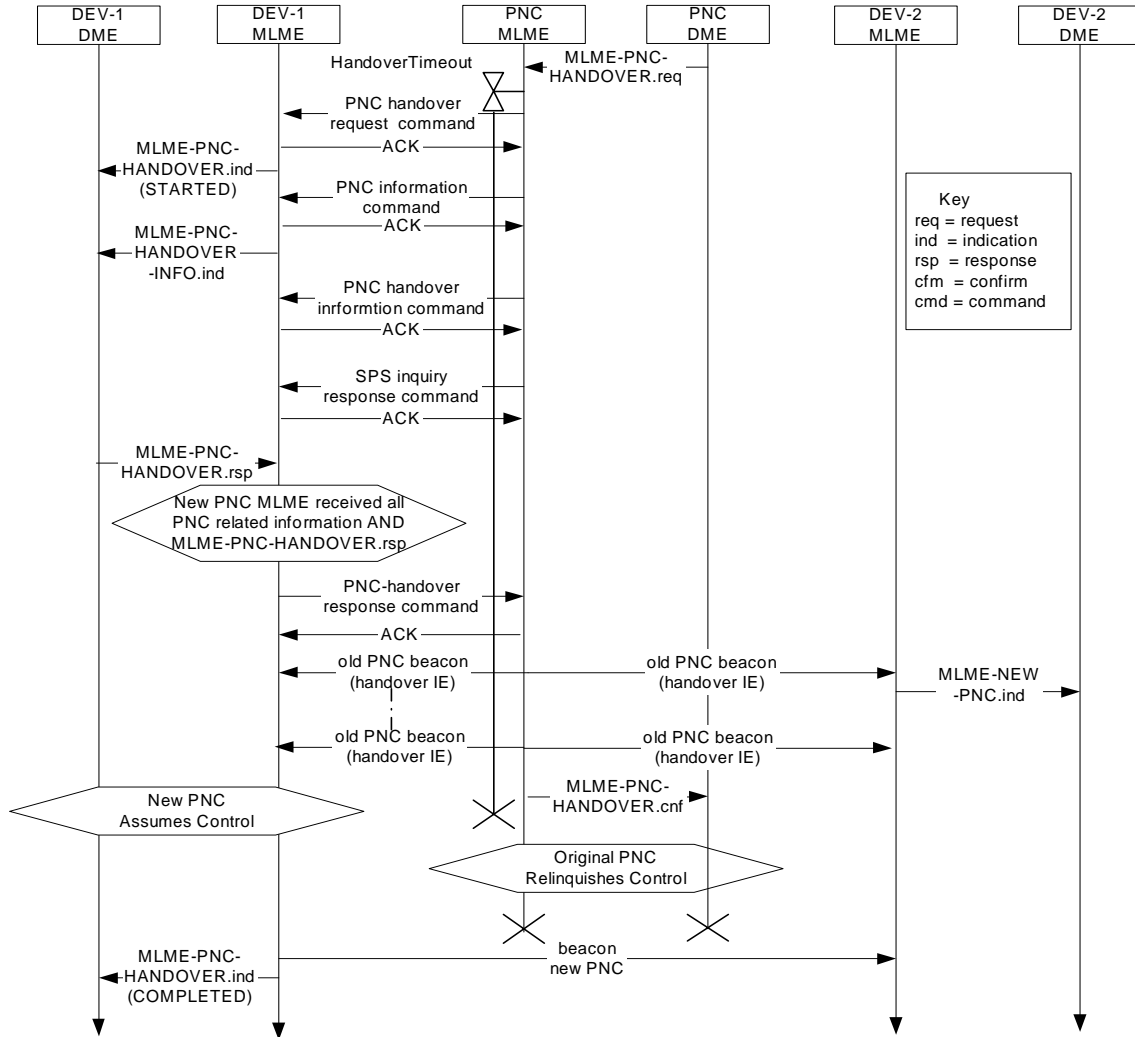 DEV-1
DME
DEV-1
MLME
PNC
MLME
PNC
DME
DEV-2
MLME
DEV-2
DME
HandoverTimeout
MLME-PNC-
HANDOVER.req
PNC handover
request command
ACK
MLME-PNC-
HANDOVER.ind
(STARTED)
PNC information
command
ACK
MLME-PNC-
HANDOVER
-INFO.ind
Key
req = request
ind = indication
rsp = response
cfm = confirm
cmd = command
PNC handover
inrformtion command
ACK
SPS inquiry
response command
ACK
MLME-PNC-
HANDOVER.rsp
New PNC MLME received all
PNC related information AND
MLME-PNC-HANDOVER.rsp
PNC-handover
response command
ACK
old PNC beacon
(handover IE)
old PNC beacon
(handover IE)
MLME-NEW
-PNC.ind
old PNC beacon
(handover IE)
old PNC beacon
(handover IE)
MLME-PNC-
HANDOVER.cnf
New PNC
Assumes Control
Original PNC
Relinquishes Control
beacon
new PNC
MLME-PNC-
HANDOVER.ind
(COMPLETED)